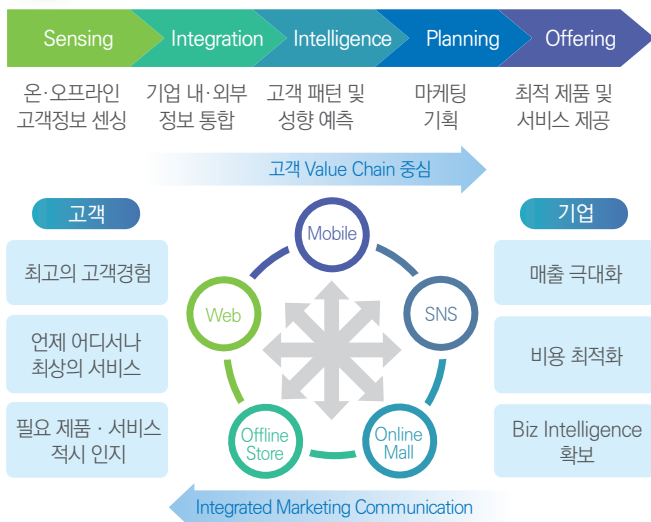 Sensing
Integration
Intelligence
Planning
Offering
온·오프라인
고객정보 센싱
기업 내·외부
정보 통합
고객 패턴 및
성향 예측
마케팅
기획
최적 제품 및
서비스 제공
고객 Value Chain 중심
고객
최고의 고객경험
언제 어디서나
최상의 서비스
필요 제품·서비스
적시 인지
Mobile
Web
SNS
Offline
Store
Online
Mall
기업
매출 극대화
비용 최적화
Biz Intelligence
확보
Integrated Marketing Communication